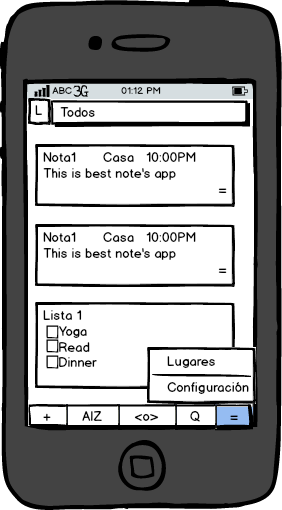 ABC 3G 01:12 PM
L Todos
Nota1 Casa 10:00PM
This is best note's app
=
Nota1 Casa 10:00PM
This is best note's app
=
Lista 1
Yoga
Read
Dinner
Lugares
Configuración
+ AIZ <o> Q =